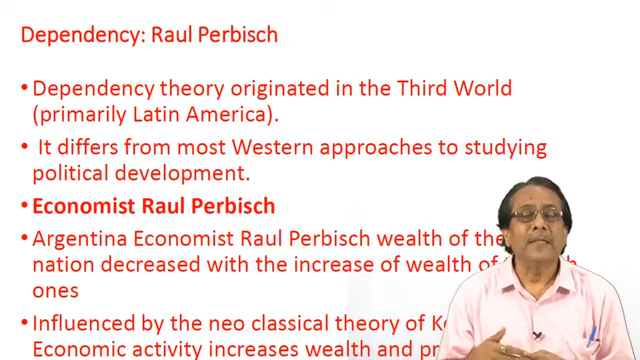 Dependency: Raul Perbisch
• Dependency theory originated in the Third World
(primarily Latin America).
• It differs from most Western approaches to studying
political development.
• Economist Raul Perbisch
• Argentina Economist Raul Perbisch wealth of the
nation decreased with the increase of wealth of
ones
• Influenced by the neo classical theory of
Economic activity increases wealth and